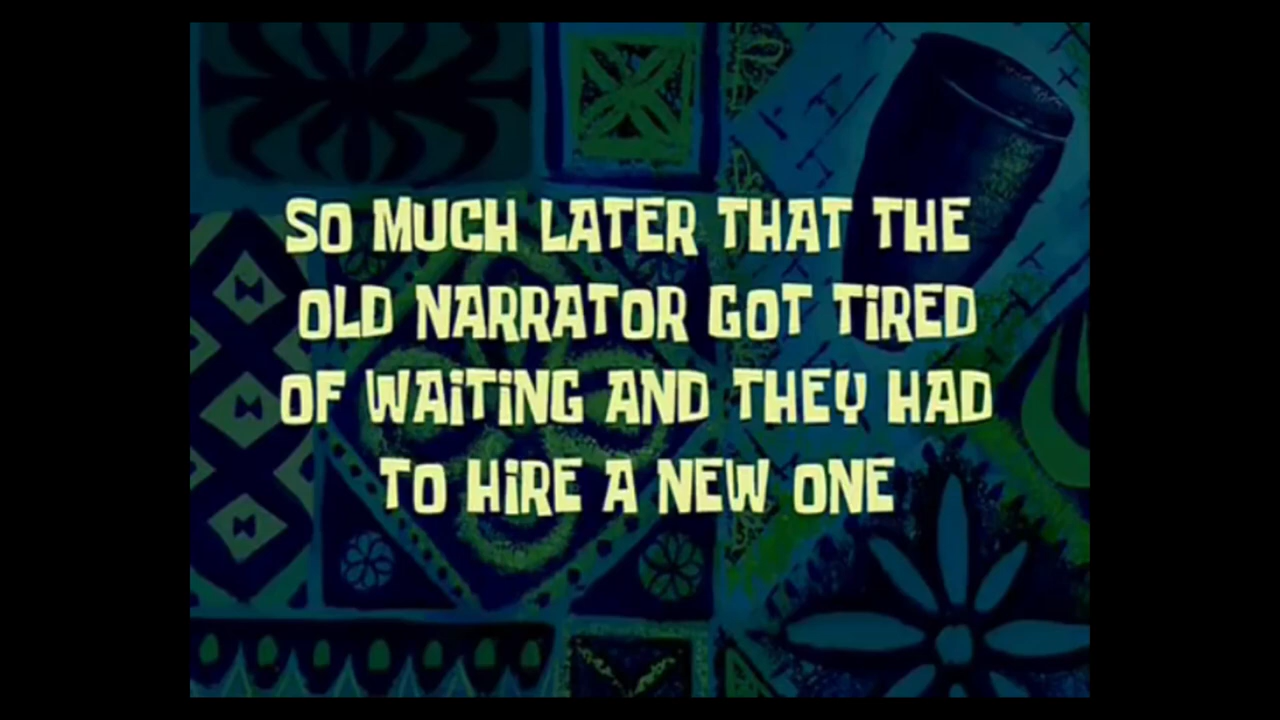 SO MUCH LATER THAT THE
OLD NARRATOR GOT TiRED
OF WAiTiNG AND THEY HAD
TO HiRE A NEW ONE